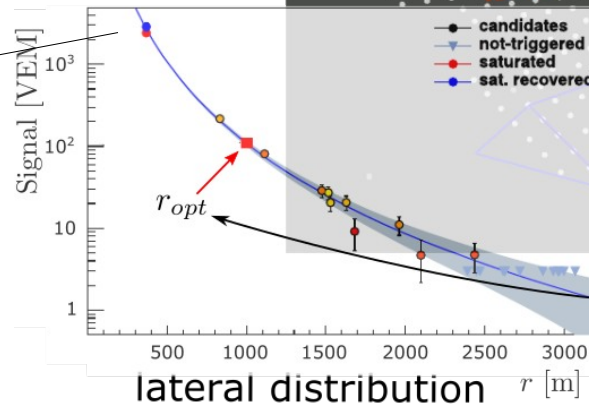 candidates
not-triggered
saturated
sat. recovered
Signal [VEM]
10³
10²
10
1
r_opt
500 1000 1500 2000 2500 3000
lateral distribution r [m]